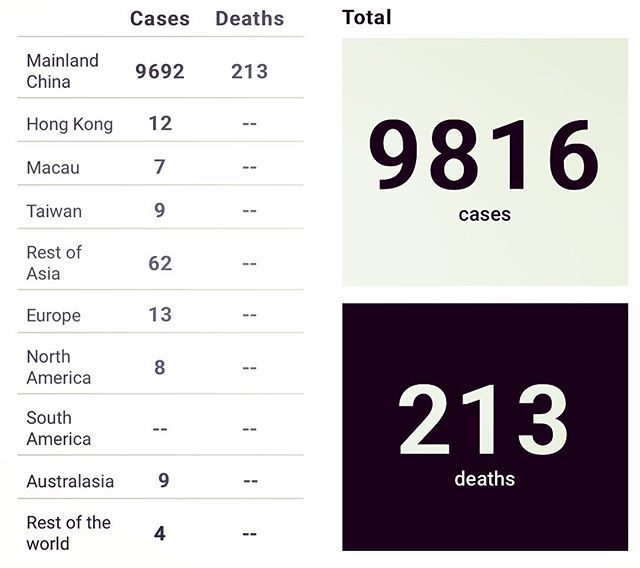 Cases Deaths
Mainland
China 9692 213
Hong Kong 12 --
Macau 7 --
Taiwan 9 --
Rest of
Asia 62 --
Europe 13 --
North
America 8 --
South
America -- --
Australasia 9 --
Rest of the
world 4 --
Total
9816
cases
213
deaths